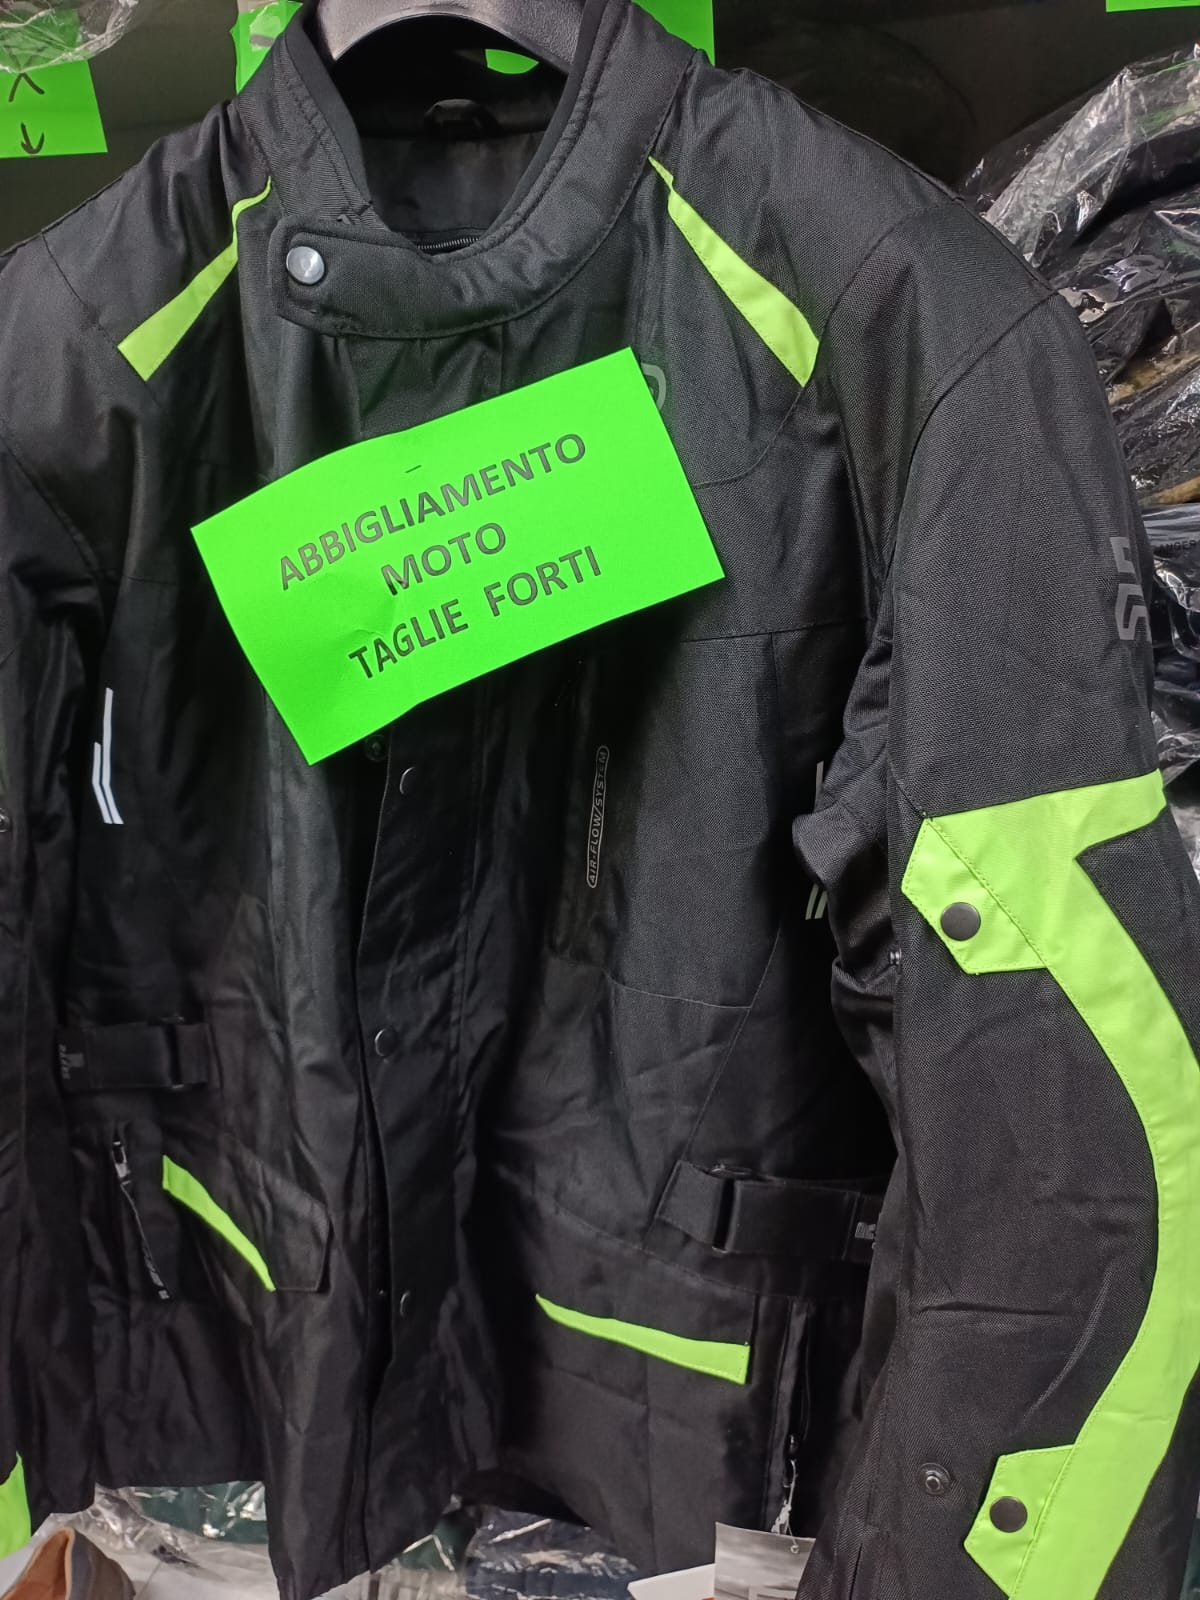 ABBIGLIAMENTO
MOTO
TAGLIE FORTI
AIR-FLOW/SYSTEM